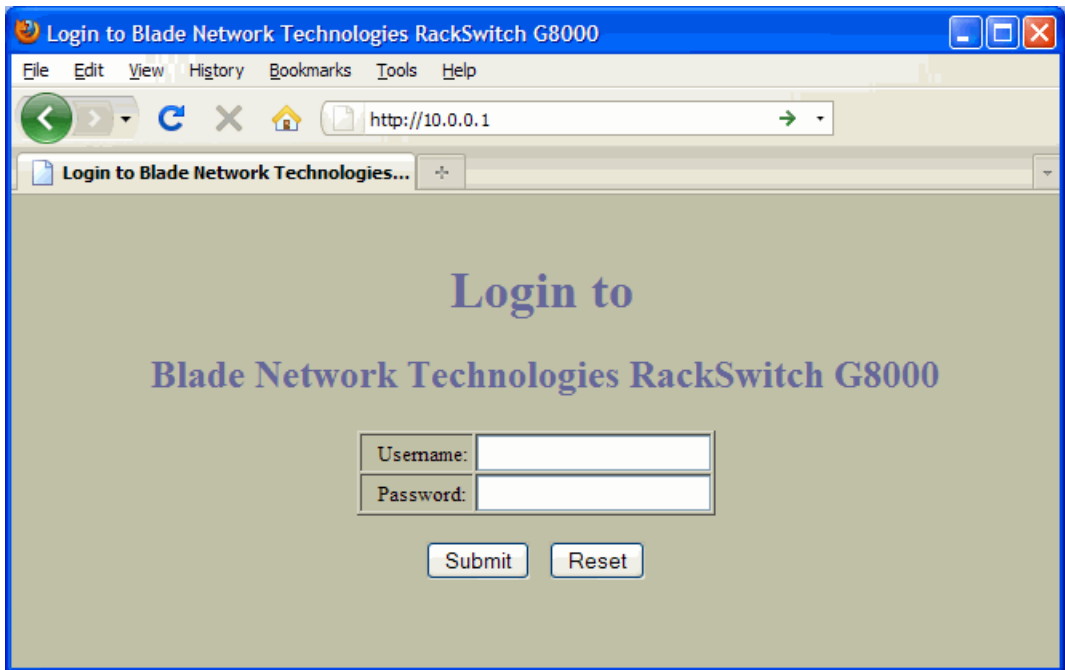 Login to Blade Network Technologies RackSwitch G8000
File Edit View History Bookmarks Tools Help
http://10.0.0.1
Login to Blade Network Technologies...
Login to
Blade Network Technologies RackSwitch G8000
Username:
Password:
Submit Reset